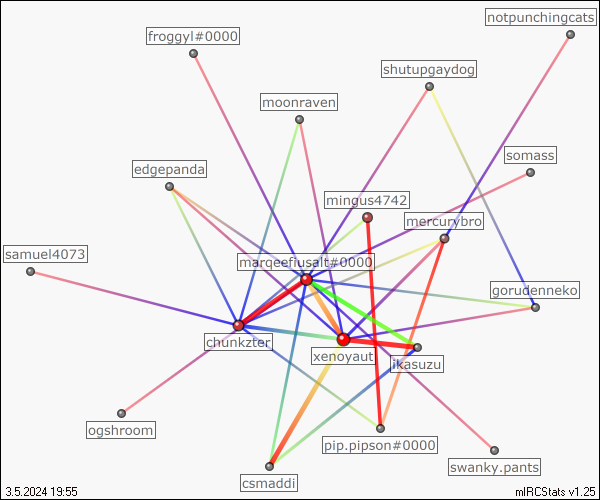 notpunchingcats
froggyl#0000
shutupgaydog
moonraven
somass
edgepanda
mingus4742
mercurybro
samuel4073
marqeefiusalt#0000
gorudenneko
chunkzter
xenoyaut
ikasuzu
ogshroom
pip.pipson#0000
swanky.pants
csmaddi
3.5.2024 19:55
mIRCStats v1.25